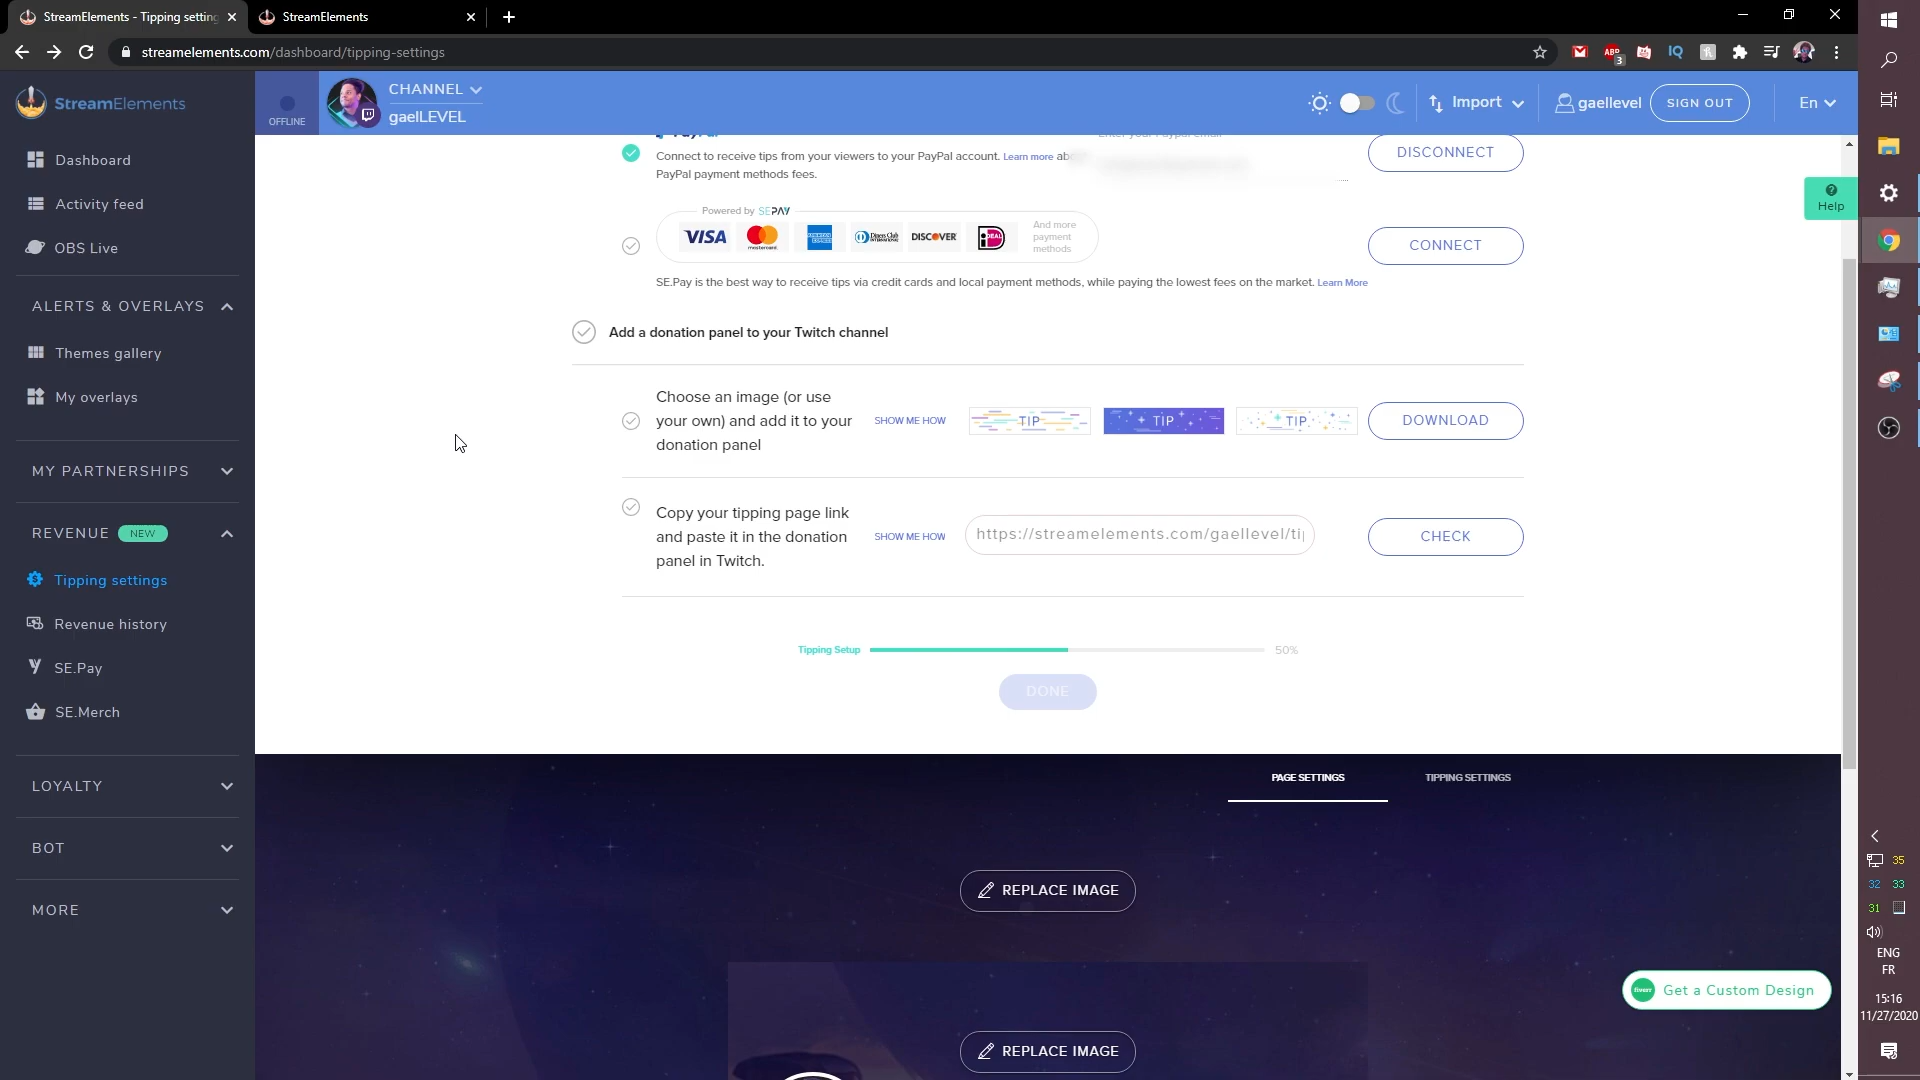 StreamElements - Tipping setting
StreamElements
streamelements.com/dashboard/tipping-settings
ABP
3
IQ
StreamElements
OFFLINE
CHANNEL
gaelLEVEL
Import
gaellevel
SIGN OUT
En
Dashboard
Activity feed
OBS Live
ALERTS & OVERLAYS
Themes gallery
My overlays
MY PARTNERSHIPS
REVENUE NEW
Tipping settings
Revenue history
SE.Pay
SE.Merch
LOYALTY
BOT
MORE
PayPal
Enter your Paypal email
Connect to receive tips from your viewers to your PayPal account. Learn more
PayPal payment methods fees.
DISCONNECT
Help
Powered by SEPAY
VISA
mastercard
Diners Club
INTERNATIONAL
DISCOVER
iDEAL
And more
payment
methods
CONNECT
SE.Pay is the best way to receive tips via credit cards and local payment methods, while paying the lowest fees on the market. Learn More
Add a donation panel to your Twitch channel
Choose an image (or use
your own) and add it to your
donation panel
SHOW ME HOW
TIP
TIP
TIP
DOWNLOAD
Copy your tipping page link
and paste it in the donation
panel in Twitch.
SHOW ME HOW
https://streamelements.com/gaellevel/ti
CHECK
Tipping Setup
50%
DONE
PAGE SETTINGS
TIPPING SETTINGS
REPLACE IMAGE
REPLACE IMAGE
fiverr
Get a Custom Design
35
32
33
31
ENG
FR
15:16
11/27/2020